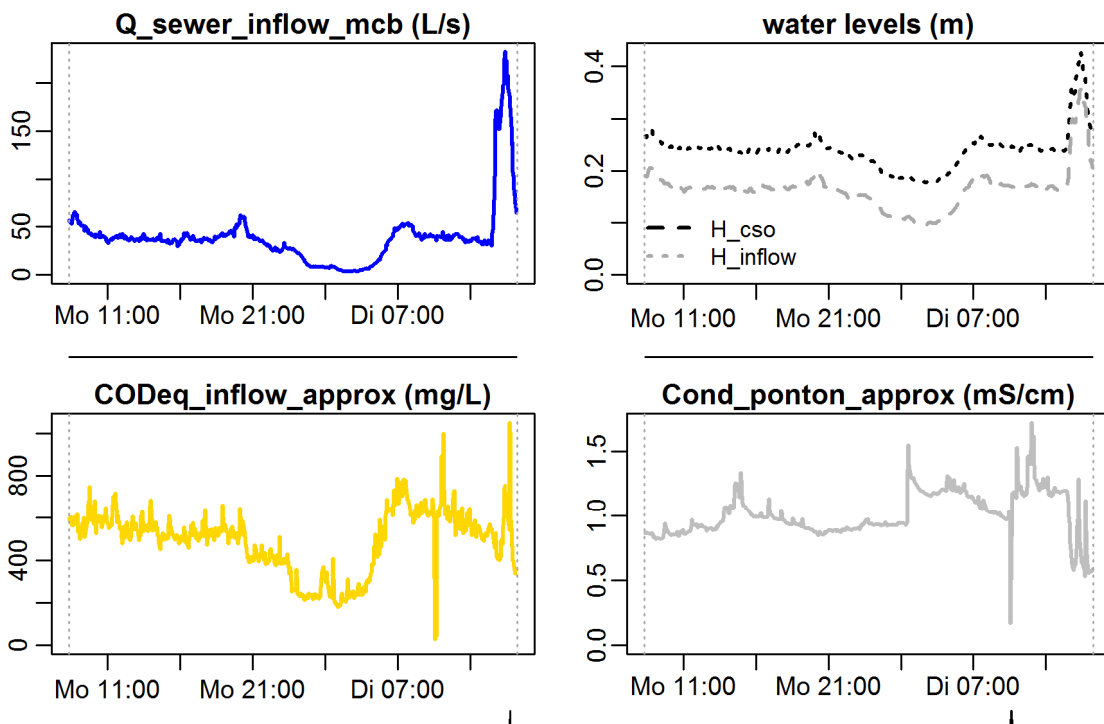 Q_sewer_inflow_mcb (L/s)
150
50
0
Mo 11:00 Mo 21:00 Di 07:00
water levels (m)
0.4
0.2
0.0
H_cso
H_inflow
Mo 11:00 Mo 21:00 Di 07:00
CODeq_inflow_approx (mg/L)
800
400
0
Mo 11:00 Mo 21:00 Di 07:00
Cond_ponton_approx (mS/cm)
1.5
1.0
0.5
0.0
Mo 11:00 Mo 21:00 Di 07:00